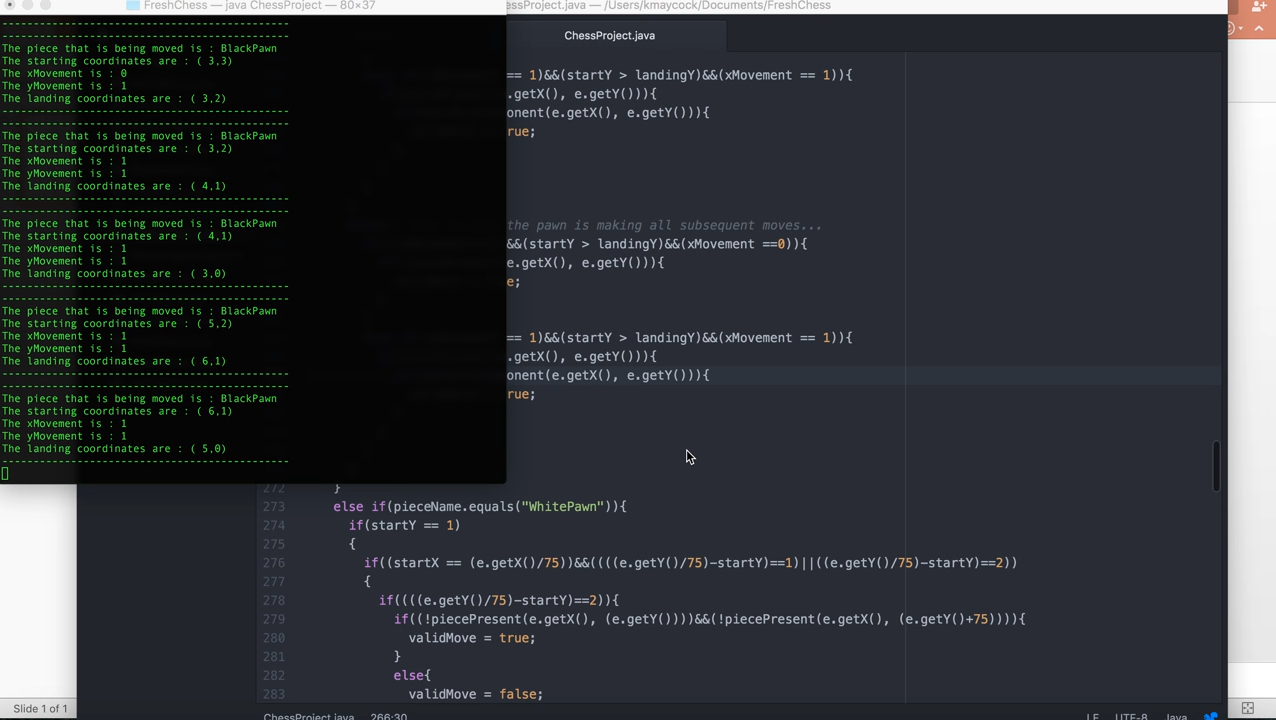 FreshChess — java ChessProject — 80×37
essProject.java — /Users/kmaycock/Documents/FreshChess
ChessProject.java
----------------------------------------------
----------------------------------------------
The piece that is being moved is : BlackPawn
The starting coordinates are : ( 3,3)
The xMovement is : 0
The yMovement is : 1
The landing coordinates are : ( 3,2)
----------------------------------------------
----------------------------------------------
The piece that is being moved is : BlackPawn
The starting coordinates are : ( 3,2)
The xMovement is : 1
The yMovement is : 1
The landing coordinates are : ( 4,1)
----------------------------------------------
----------------------------------------------
The piece that is being moved is : BlackPawn
The starting coordinates are : ( 4,1)
The xMovement is : 1
The yMovement is : 1
The landing coordinates are : ( 3,0)
----------------------------------------------
----------------------------------------------
The piece that is being moved is : BlackPawn
The starting coordinates are : ( 5,2)
The xMovement is : 1
The yMovement is : 1
The landing coordinates are : ( 6,1)
----------------------------------------------
----------------------------------------------
The piece that is being moved is : BlackPawn
The starting coordinates are : ( 6,1)
The xMovement is : 1
The yMovement is : 1
The landing coordinates are : ( 5,0)
----------------------------------------------
== 1)&&(startY > landingY)&&(xMovement == 1)){
.getX(), e.getY())){
onent(e.getX(), e.getY())){
rue;
the pawn is making all subsequent moves...
&&(startY > landingY)&&(xMovement ==0)){
e.getX(), e.getY())){
e;
== 1)&&(startY > landingY)&&(xMovement == 1)){
.getX(), e.getY())){
onent(e.getX(), e.getY())){
rue;
272 }
273 else if(pieceName.equals("WhitePawn")){
274 if(startY == 1)
275 {
276 if((startX == (e.getX()/75))&&((((e.getY()/75)-startY)==1)||((e.getY()/75)-startY)==2))
277 {
278 if((((e.getY()/75)-startY)==2)){
279 if((!piecePresent(e.getX(), (e.getY())))&&(!piecePresent(e.getX(), (e.getY()+75)))){
280 validMove = true;
281 }
282 else{
283 validMove = false;
ChessProject.java 266:30 LF UTF-8 Java
Slide 1 of 1